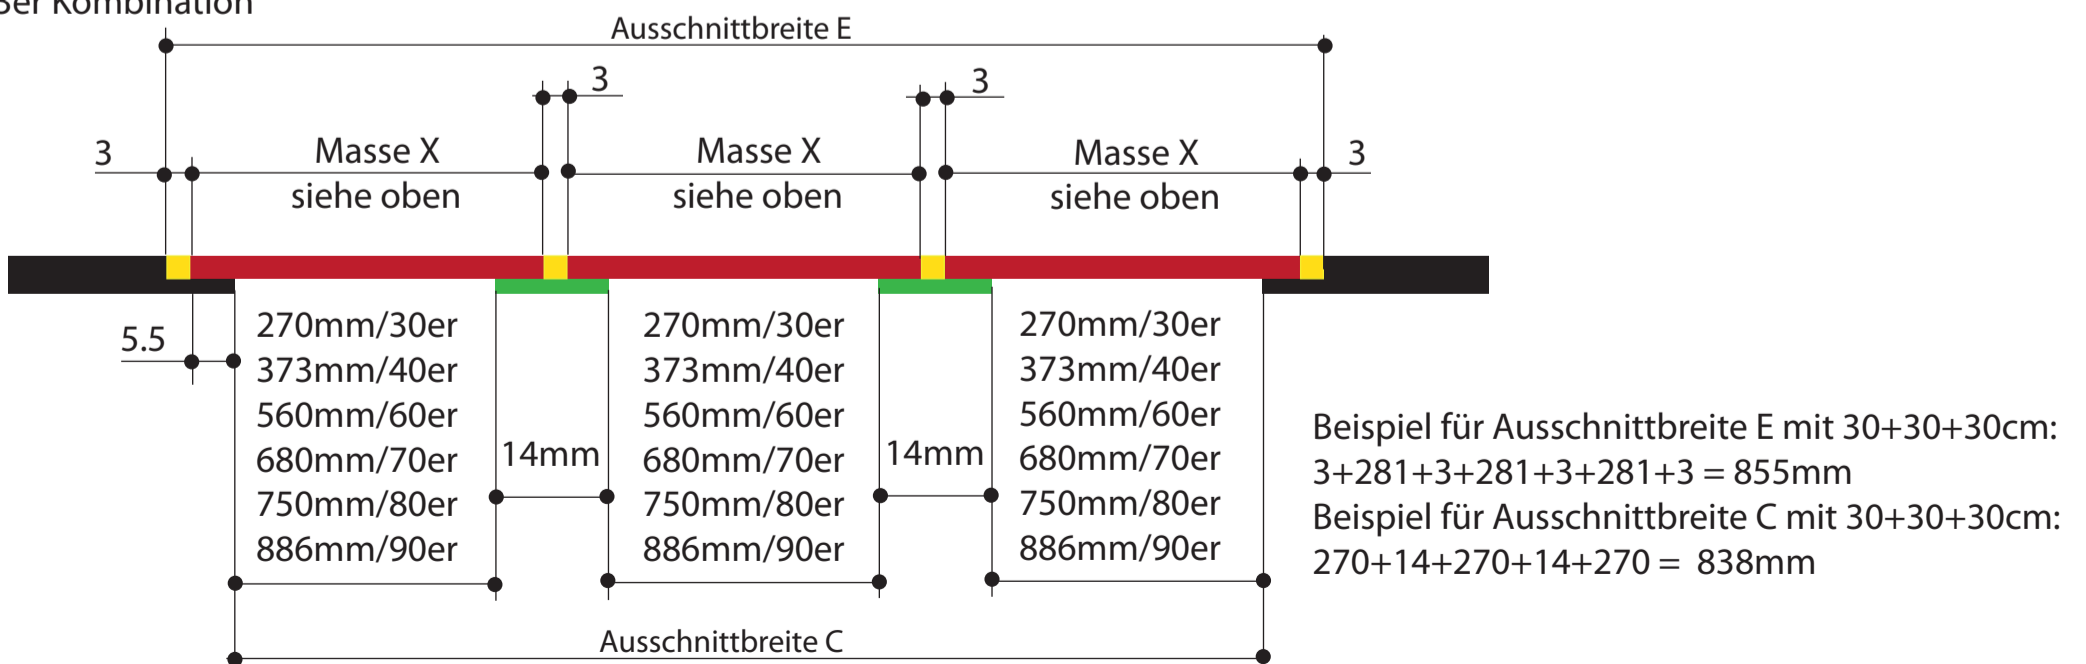 3er Kombination
Ausschnittbreite E
3
3
3
Masse X
siehe oben
Masse X
siehe oben
Masse X
siehe oben
3
5.5
270mm/30er
373mm/40er
560mm/60er
680mm/70er
750mm/80er
886mm/90er
14mm
270mm/30er
373mm/40er
560mm/60er
680mm/70er
750mm/80er
886mm/90er
14mm
270mm/30er
373mm/40er
560mm/60er
680mm/70er
750mm/80er
886mm/90er
Beispiel für Ausschnittbreite E mit 30+30+30cm:
3+281+3+281+3+281+3 = 855mm
Beispiel für Ausschnittbreite C mit 30+30+30cm:
270+14+270+14+270 = 838mm
Ausschnittbreite C